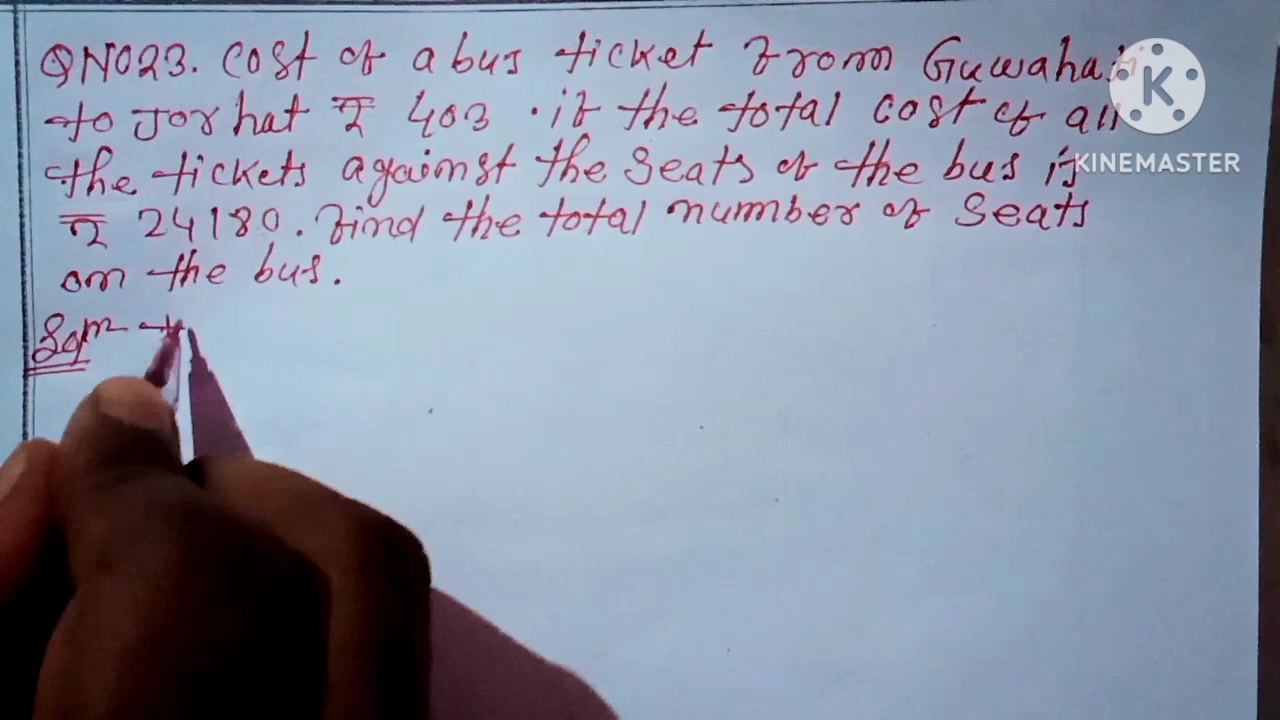 QNO23. Cost of a bus ticket from Guwahati
to Jorhat ₹ 403 . if the total cost of all
the tickets against the seats of the bus is
₹ 24180. find the total number of seats
on the bus.
Solⁿ
K
KINEMASTER